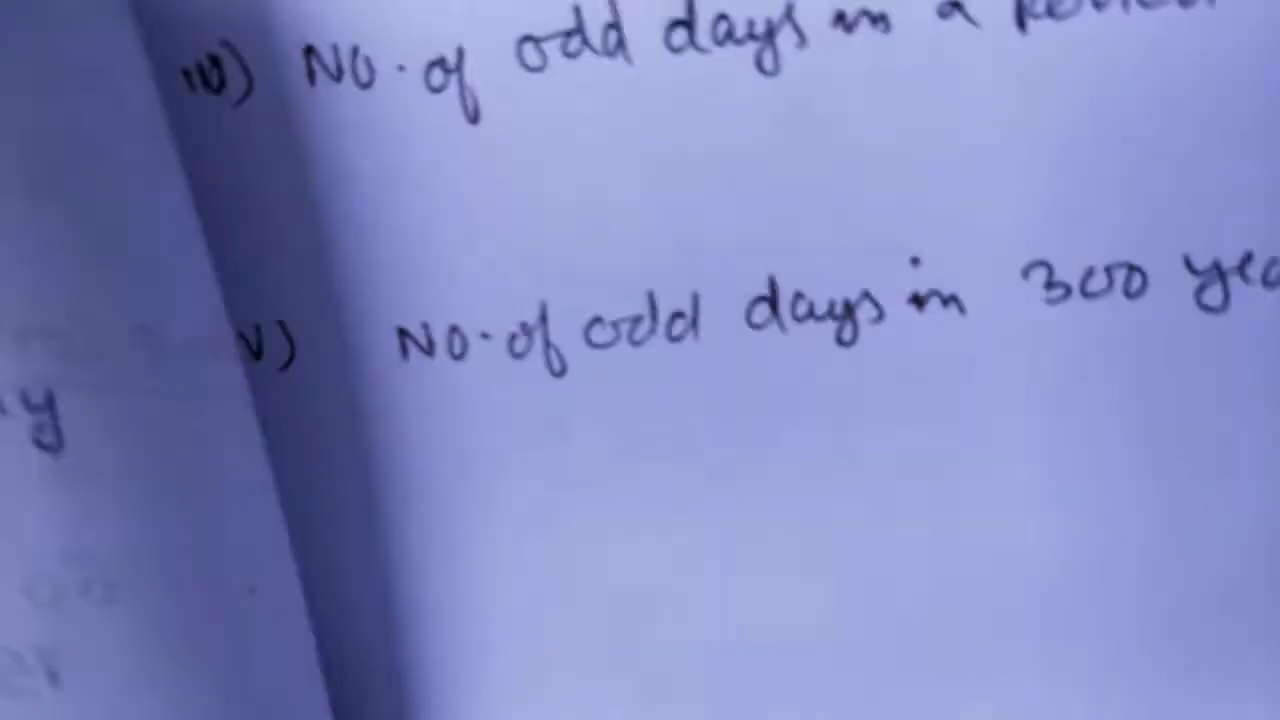 iv) No. of odd days in a
v) No. of odd days in 300
y